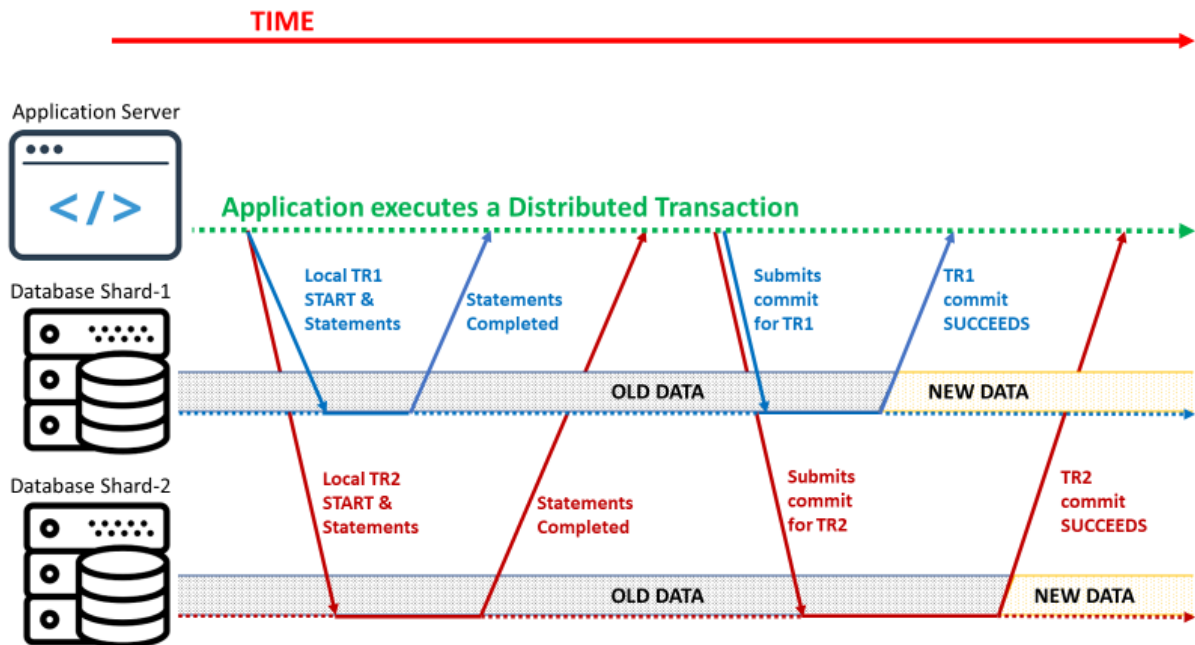 TIME
Application Server
</>
Application executes a Distributed Transaction
Local TR1
START &
Statements
Statements
Completed
Submits
commit
for TR1
TR1
commit
SUCCEEDS
Database Shard-1
OLD DATA
NEW DATA
Local TR2
START &
Statements
Statements
Completed
Submits
commit
for TR2
TR2
commit
SUCCEEDS
Database Shard-2
OLD DATA
NEW DATA